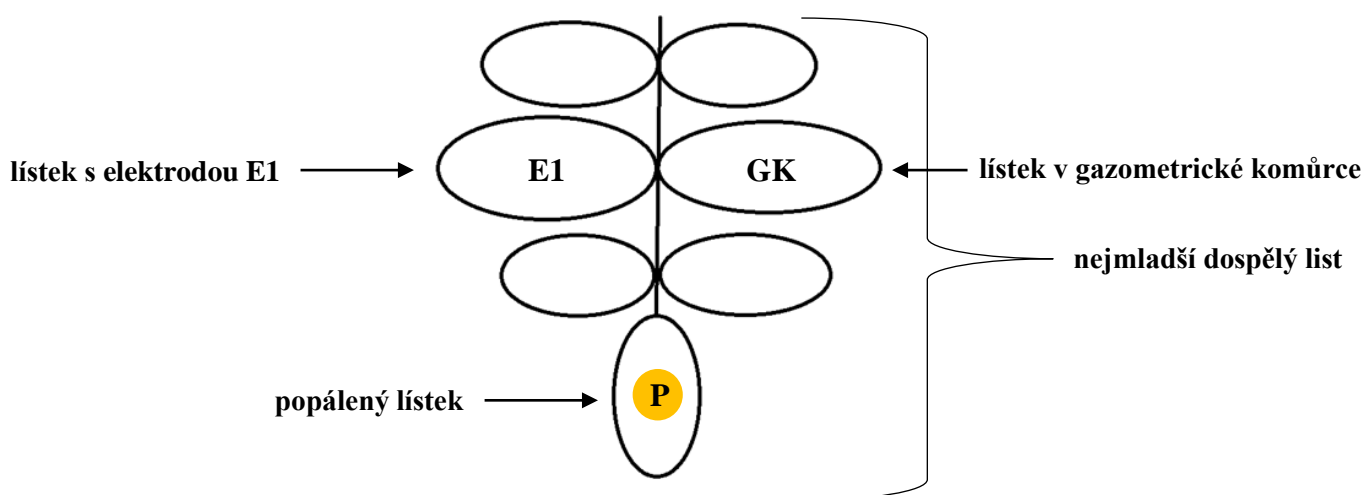 lístek s elektrodou E1
E1
GK
lístek v gazometrické komůrce
nejmladší dospělý list
popálený lístek
P